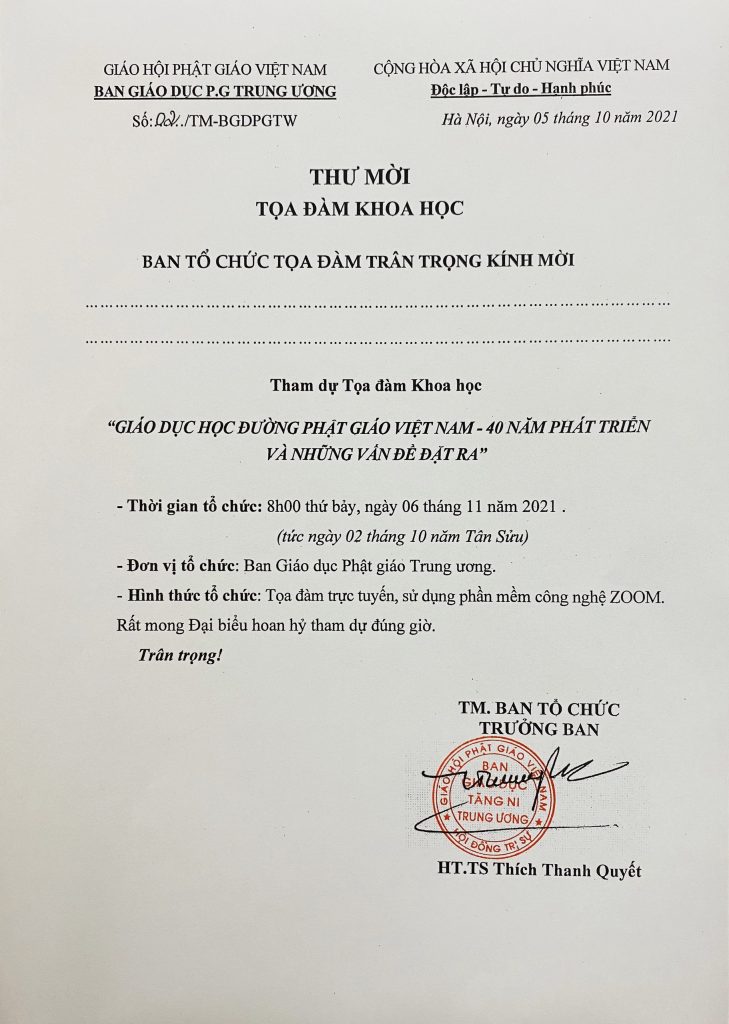 GIÁO HỘI PHẬT GIÁO VIỆT NAM
BAN GIÁO DỤC P.G TRUNG ƯƠNG
Số:    /TM-BGDPGTW
CỘNG HÒA XÃ HỘI CHỦ NGHĨA VIỆT NAM
Độc lập - Tự do - Hạnh phúc
Hà Nội, ngày 05 tháng 10 năm 2021
THƯ MỜI
TỌA ĐÀM KHOA HỌC
BAN TỔ CHỨC TỌA ĐÀM TRÂN TRỌNG KÍNH MỜI
Tham dự Tọa đàm Khoa học
“GIÁO DỤC HỌC ĐƯỜNG PHẬT GIÁO VIỆT NAM - 40 NĂM PHÁT TRIỂN
VÀ NHỮNG VẤN ĐỀ ĐẶT RA”
- Thời gian tổ chức: 8h00 thứ bảy, ngày 06 tháng 11 năm 2021 .
(tức ngày 02 tháng 10 năm Tân Sửu)
- Đơn vị tổ chức: Ban Giáo dục Phật giáo Trung ương.
- Hình thức tổ chức: Tọa đàm trực tuyến, sử dụng phần mềm công nghệ ZOOM.
Rất mong Đại biểu hoan hỷ tham dự đúng giờ.
Trân trọng!
TM. BAN TỔ CHỨC
TRƯỞNG BAN
GIÁO HỘI PHẬT GIÁO VIỆT NAM
BAN
GIÁO DỤC
TĂNG NI
TRUNG ƯƠNG
HỘI ĐỒNG TRỊ SỰ
HT.TS Thích Thanh Quyết